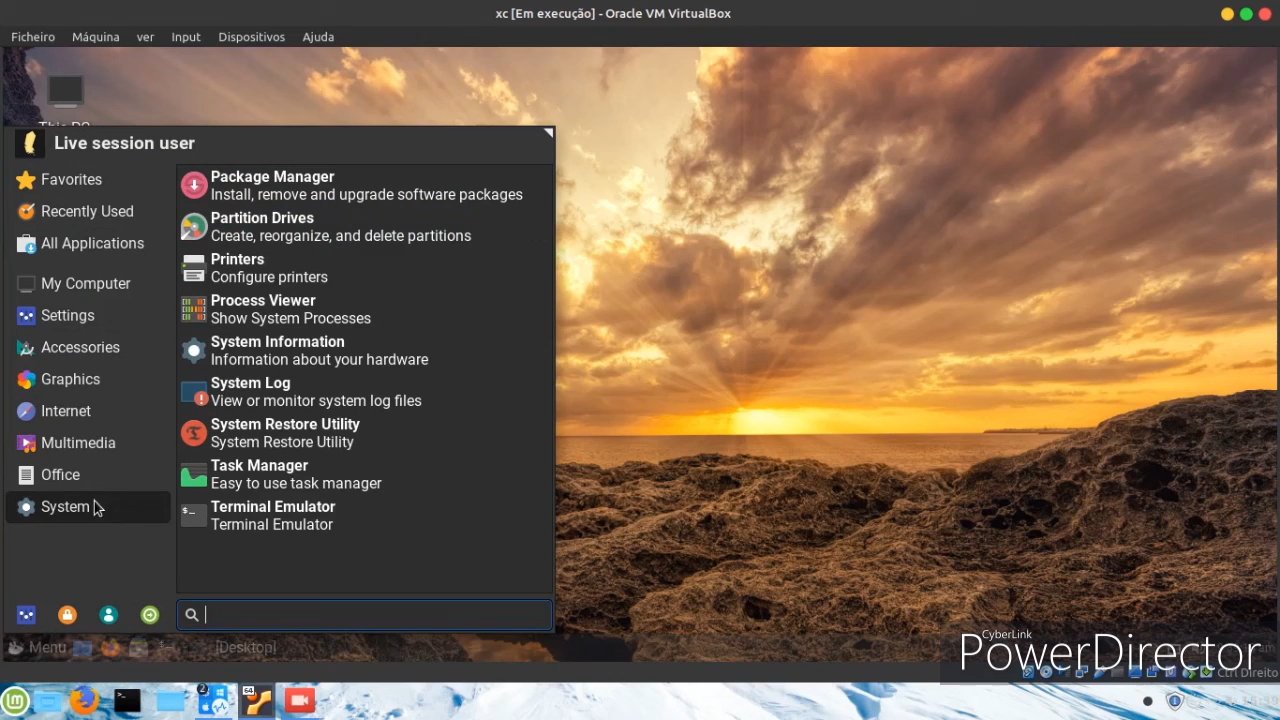 xc [Em execução] - Oracle VM VirtualBox
Ficheiro Máquina ver Input Dispositivos Ajuda
Live session user
Favorites
Recently Used
All Applications
My Computer
Settings
Accessories
Graphics
Internet
Multimedia
Office
System
Package Manager
Install, remove and upgrade software packages
Partition Drives
Create, reorganize, and delete partitions
Printers
Configure printers
Process Viewer
Show System Processes
System Information
Information about your hardware
System Log
View or monitor system log files
System Restore Utility
System Restore Utility
Task Manager
Easy to use task manager
Terminal Emulator
Terminal Emulator
Menu
[Desktop]
CyberLink
PowerDirector
Ctrl Direito
2
64